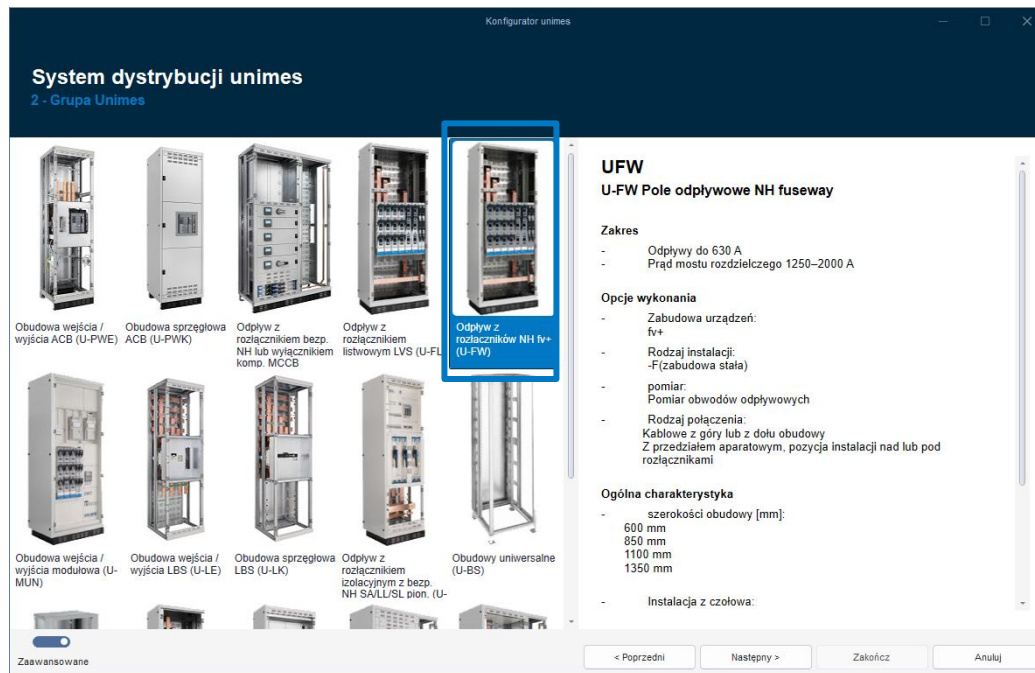 Konfigurator unimes
System dystrybucji unimes
2 - Grupa Unimes
Obudowa wejścia /
wyjścia ACB (U-PWE)
Obudowa sprzęgłowa
ACB (U-PWK)
Odpływ z
rozłącznikiem bezp.
NH lub wyłącznikiem
komp. MCCB
Odpływ z
rozłącznikiem
listwowym LVS (U-FL
Odpływ z
rozłaczników NH fv+
(U-FW)
Obudowa wejścia /
wyjścia modułowa (U-
MUN)
Obudowa wejścia /
wyjścia LBS (U-LE)
Obudowa sprzęgłowa
LBS (U-LK)
Odpływ z
rozłącznikiem
izolacyjnym z bezp.
NH SA/LL/SL pion. (U-
Obudowy uniwersalne
(U-BS)
UFW
U-FW Pole odpływowe NH fuseway
Zakres
- Odpływy do 630 A
- Prąd mostu rozdzielczego 1250–2000 A
Opcje wykonania
- Zabudowa urządzeń:
fv+
- Rodzaj instalacji:
-F(zabudowa stała)
- pomiar:
Pomiar obwodów odpływowych
- Rodzaj połączenia:
Kablowe z góry lub z dołu obudowy
Z przedziałem aparatowym, pozycja instalacji nad lub pod
rozłącznikami
Ogólna charakterystyka
- szerokości obudowy [mm]:
600 mm
850 mm
1100 mm
1350 mm
- Instalacja z czołowa:
Zaawansowane
< Poprzedni
Następny >
Zakończ
Anuluj